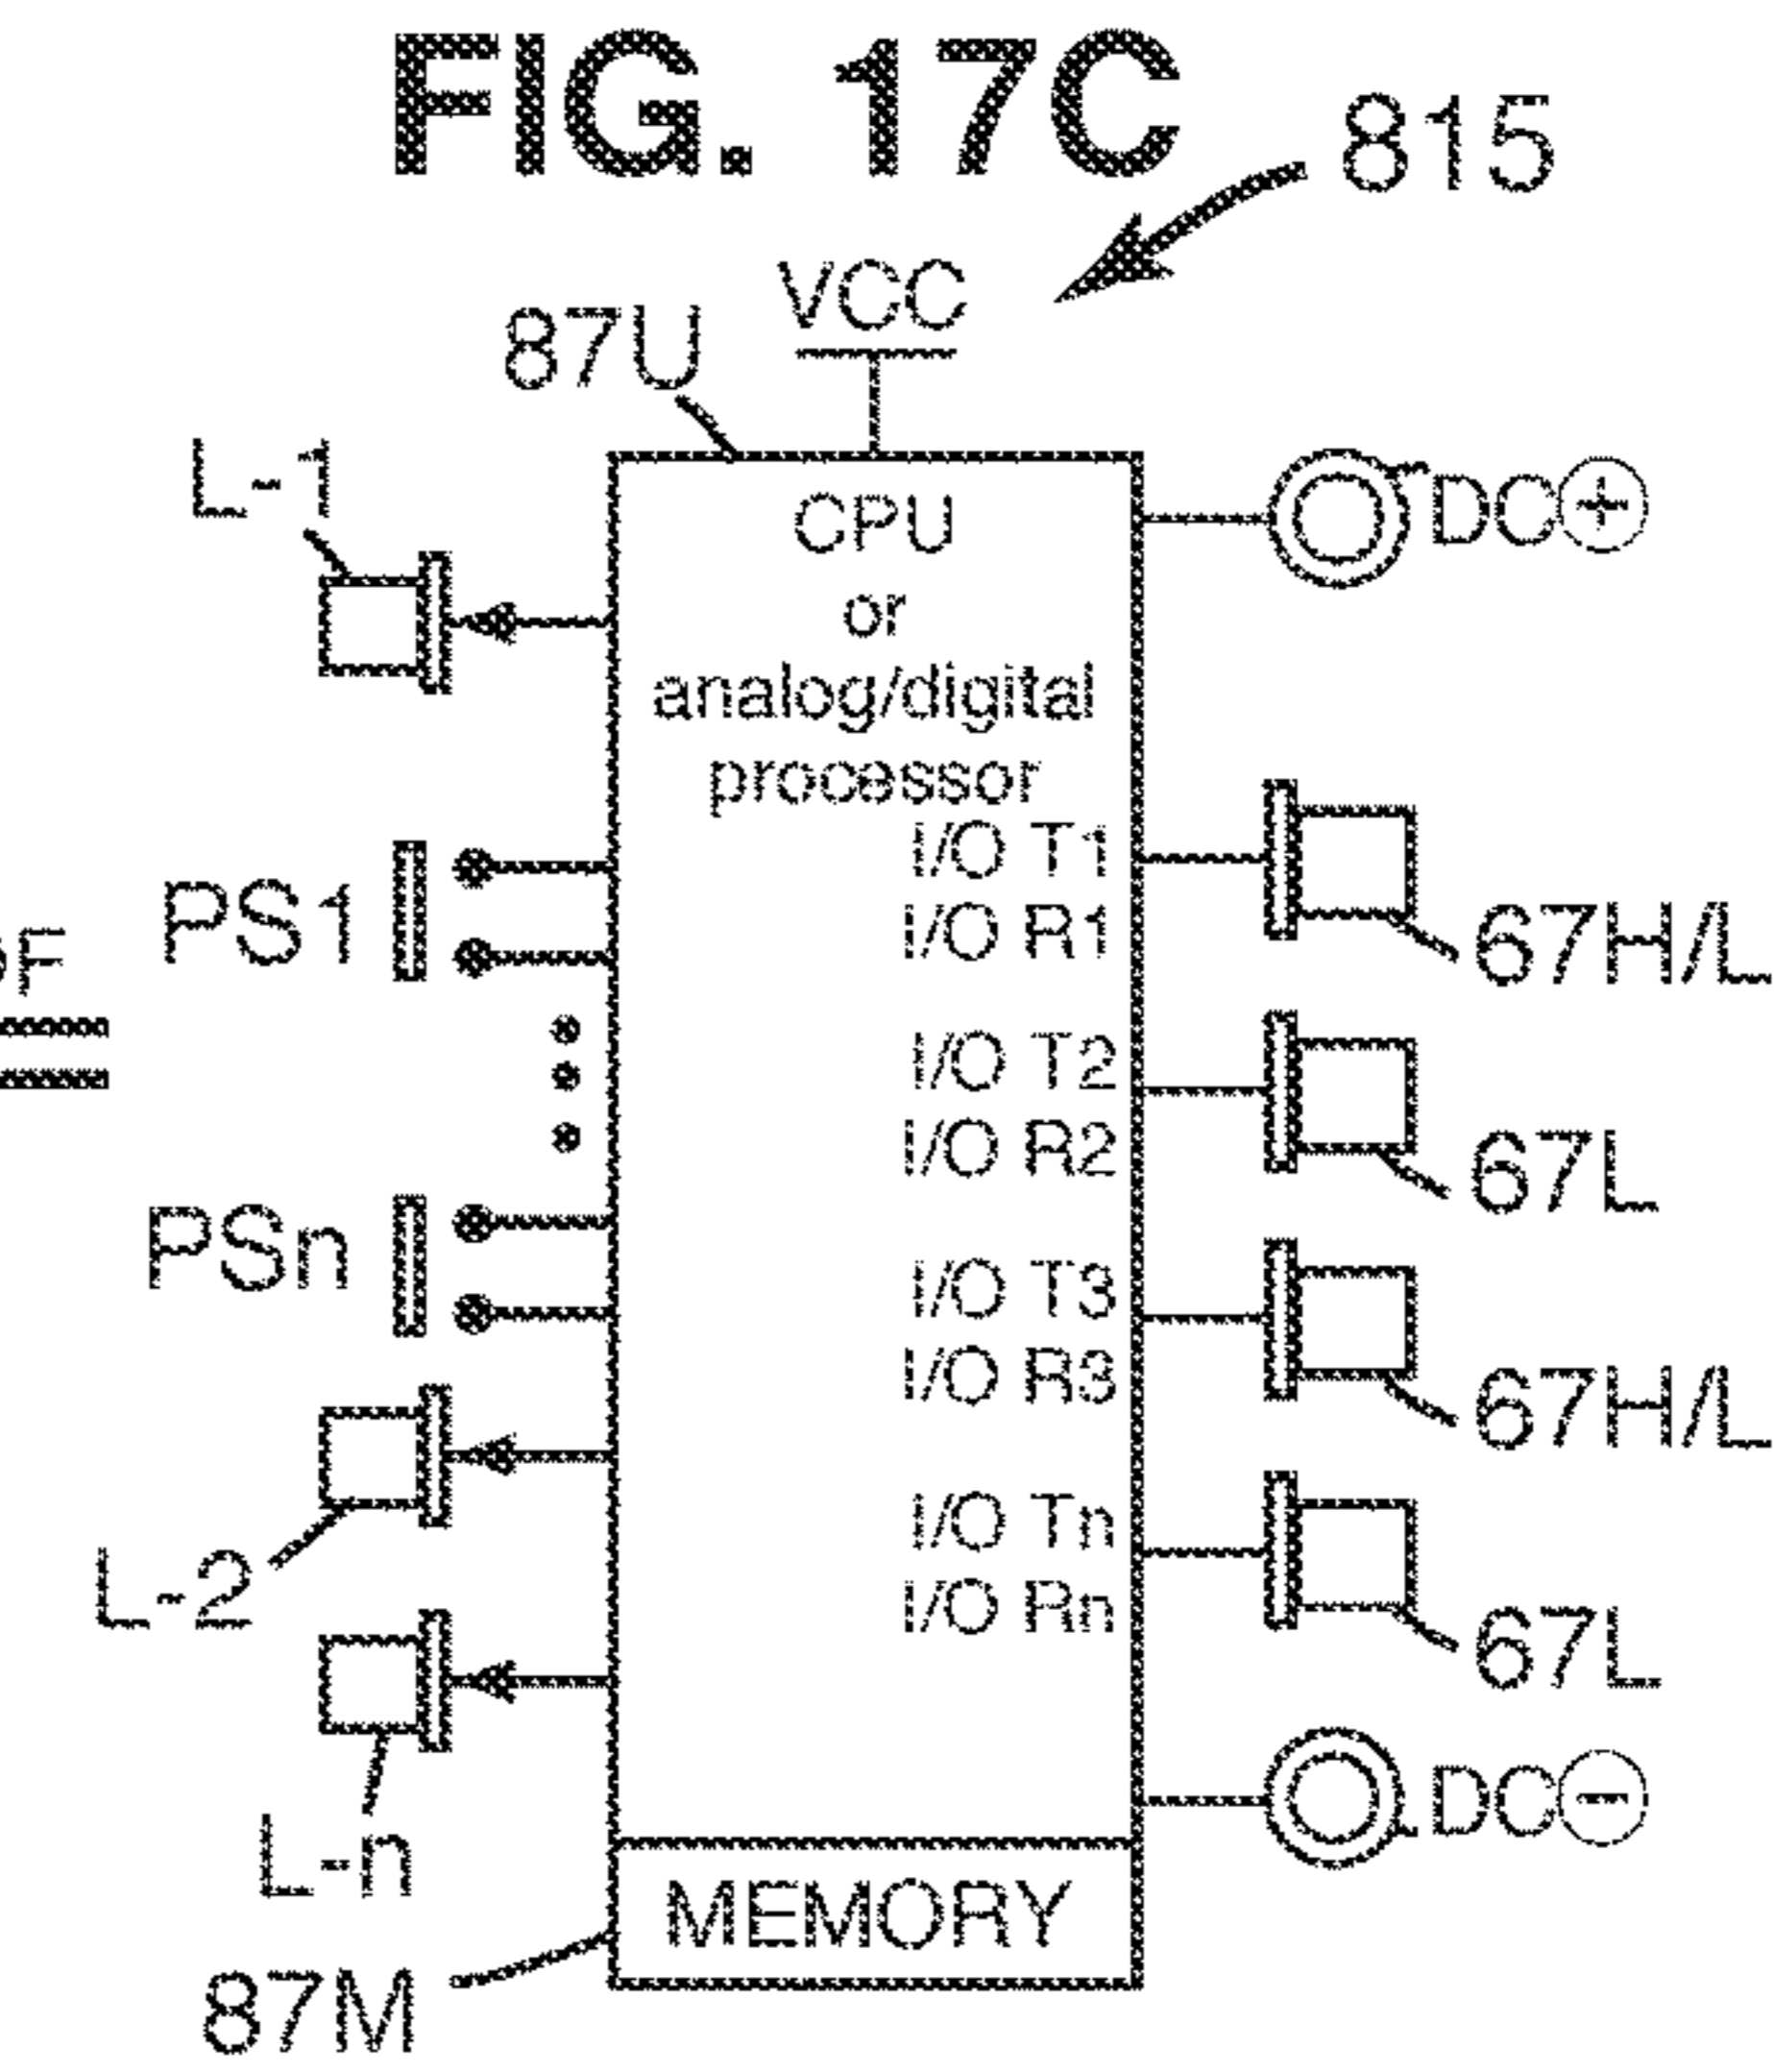 FIG. 17C
815
VCC
87U
L-1
CPU
or
analog/digital
processor
DC +
I/O T1
I/O R1
PS1
67H/L
I/O T2
I/O R2
67L
PSn
I/O T3
I/O R3
67H/L
L-2
I/O Tn
I/O Rn
67L
L-n
DC −
MEMORY
87M